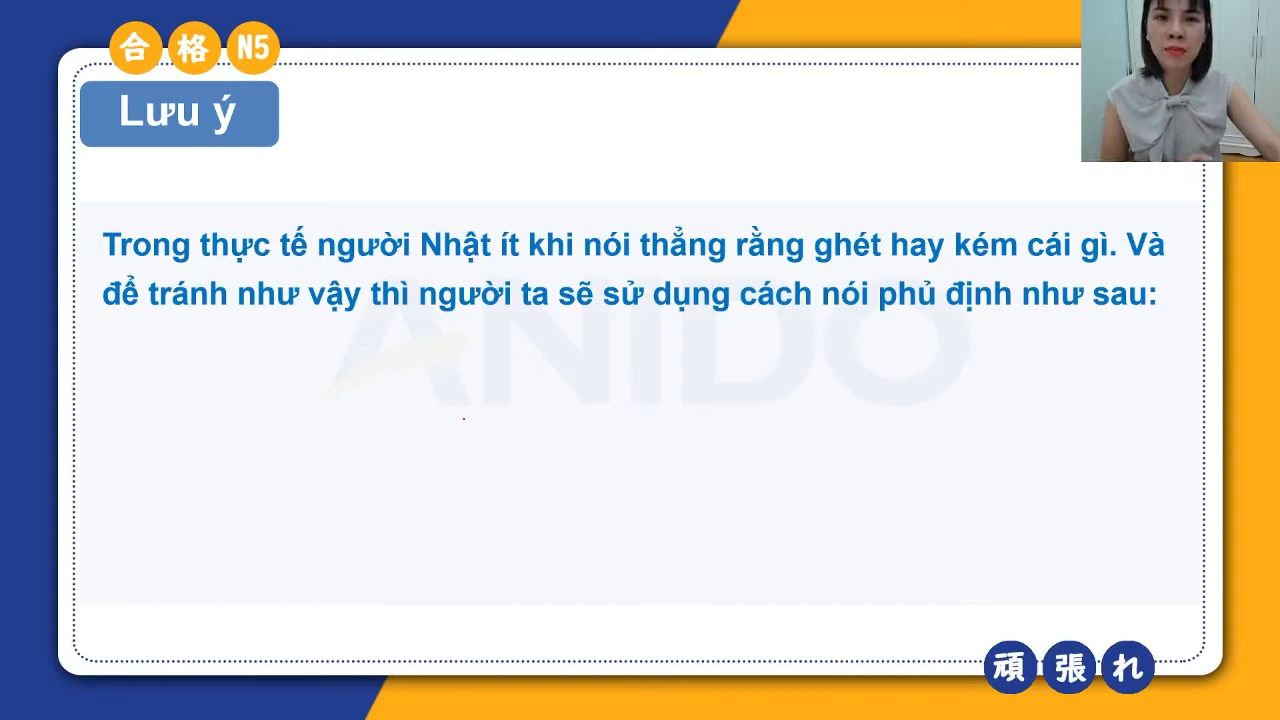 合格N5
Lưu ý
Trong thực tế người Nhật ít khi nói thẳng rằng ghét hay kém cái gì. Và
để tránh như vậy thì người ta sẽ sử dụng cách nói phủ định như sau:
ANIDO
頑張れ